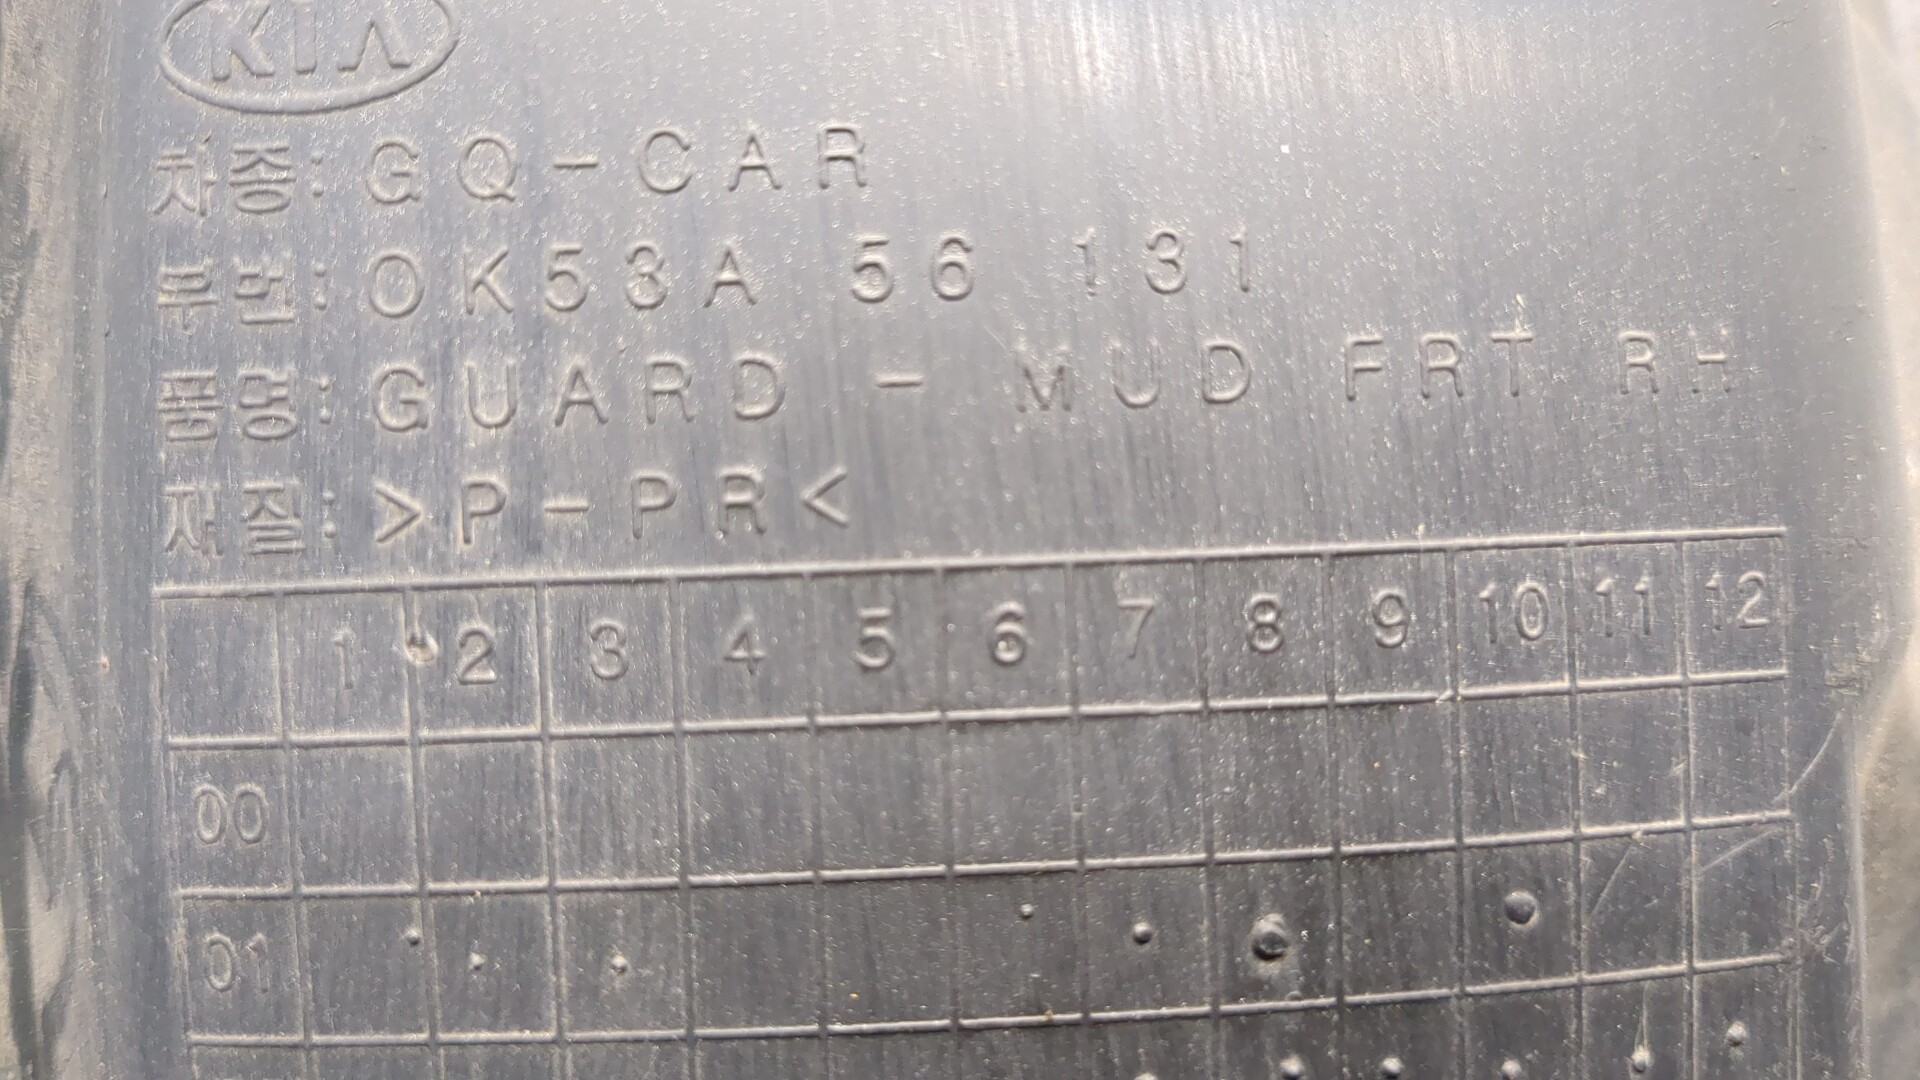 KIA
차종: GQ-CAR
부번: OK53A 56 131
품명: GUARD - MUD FRT RH
재질: >P-PR<
1 2 3 4 5 6 7 8 9 10 11 12
00
01